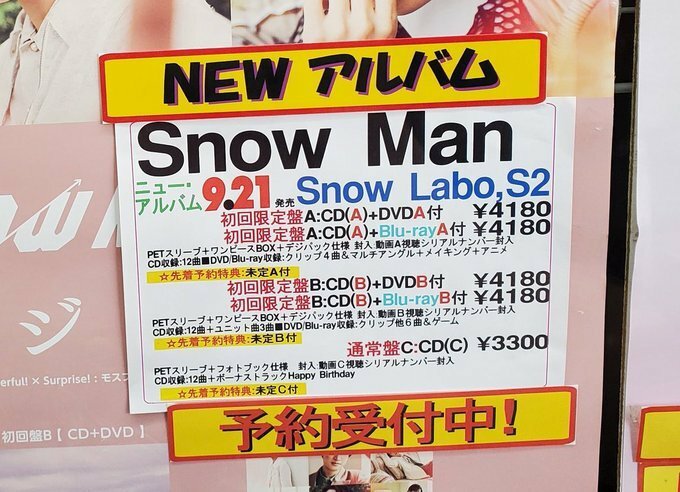 NEW アルバム
Snow Man
ニュー・
アルバム 9.21 発売 Snow Labo,S2
初回限定盤A:CD(A)+DVDA付 ¥4180
初回限定盤A:CD(A)+Blu-rayA付 ¥4180
PETスリーブ+ワンピースBOX+デジパック仕様 封入:動画A視聴シリアルナンバー封入
CD収録:12曲■DVD/Blu-ray収録:クリップ4曲&マルチアングル+メイキング+アニメ
☆先着予約特典:未定A付
初回限定盤B:CD(B)+DVDB付 ¥4180
初回限定盤B:CD(B)+Blu-rayB付 ¥4180
PETスリーブ+ワンピースBOX+デジパック仕様 封入:動画B視聴シリアルナンバー封入
CD収録:12曲+ユニット曲3曲■DVD/Blu-ray収録:クリップ他6曲&ゲーム
☆先着予約特典:未定B付
通常盤C:CD(C) ¥3300
PETスリーブ+フォトブック仕様 封入:動画C視聴シリアルナンバー封入
CD収録:12曲+ボーナストラックHappy Birthday
☆先着予約特典:未定C付
予約受付中!
ジ
erful! × Surprise! : モスブ
初回盤B【 CD+DVD 】